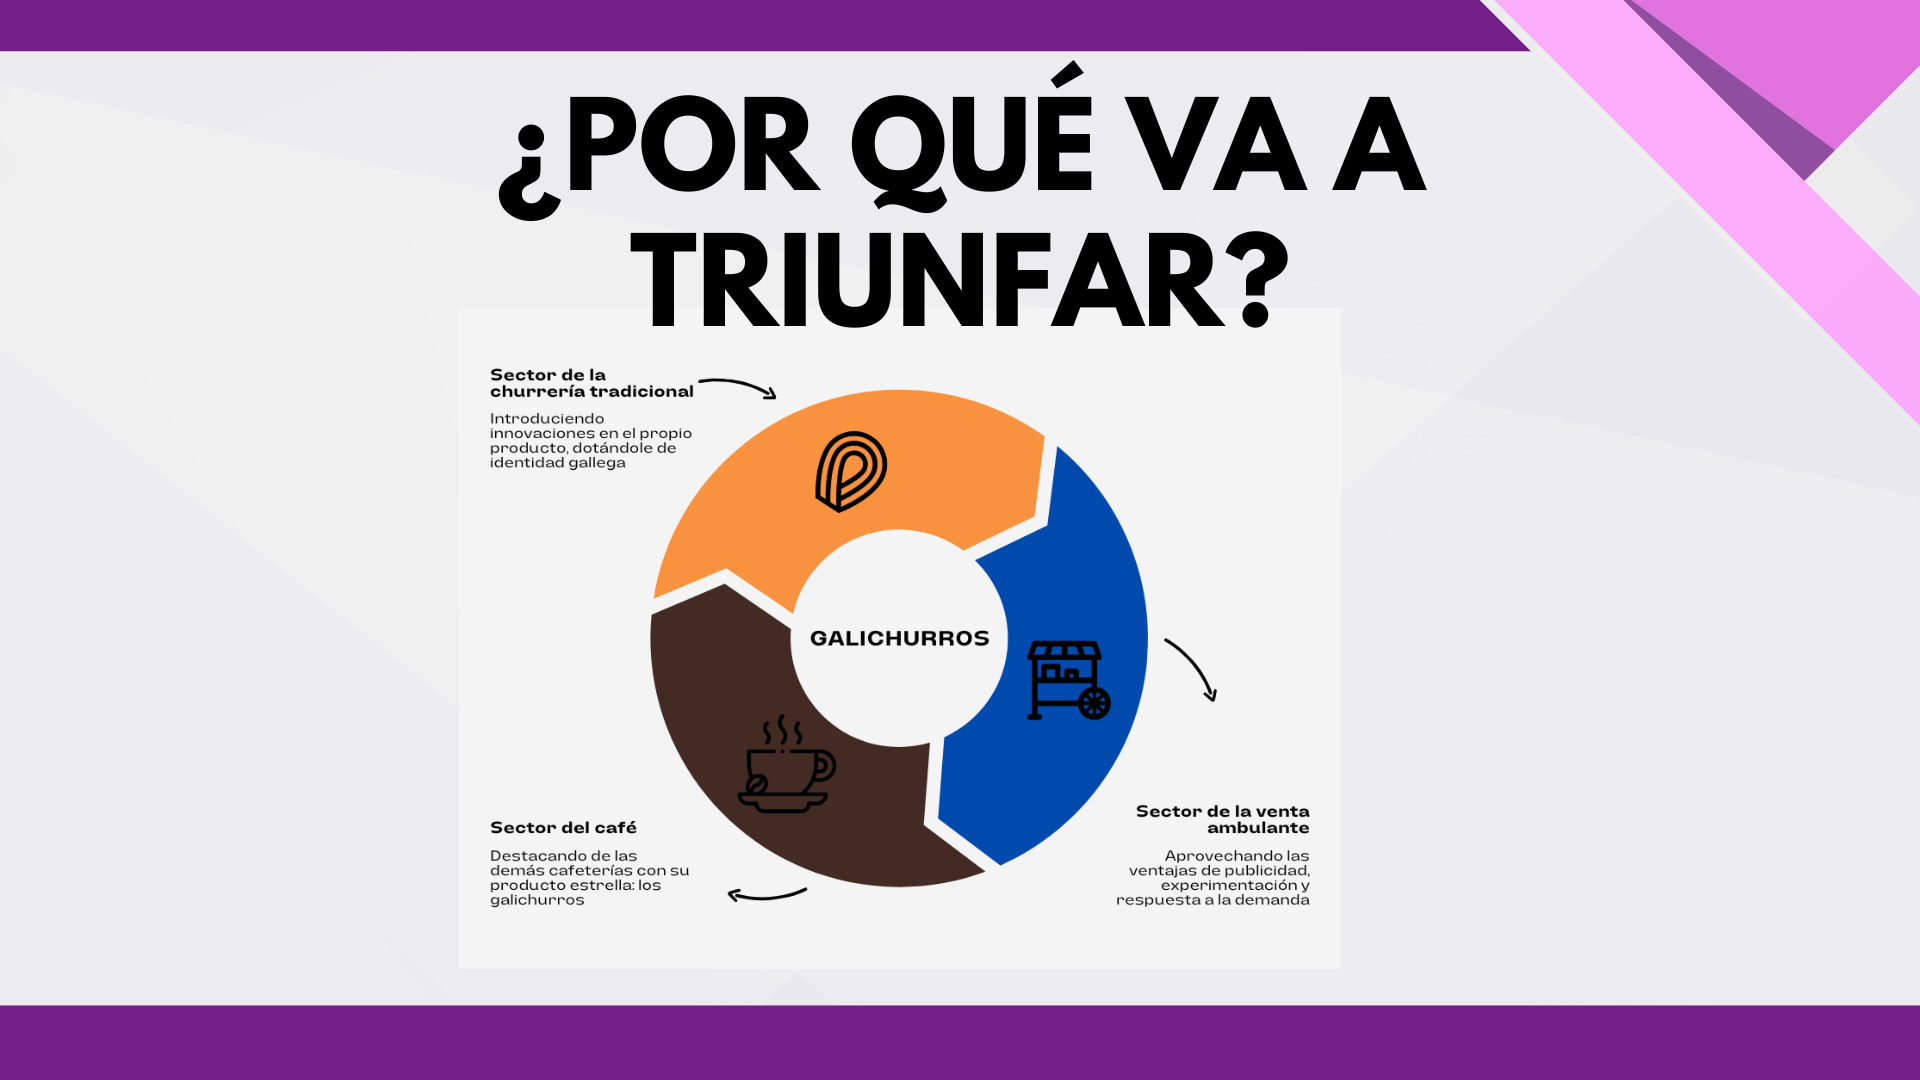 ¿POR QUÉ VA A
TRIUNFAR?
Sector de la
churrería tradicional
Introduciendo
innovaciones en el propio
producto, dotándole de
identidad gallega
GALICHURROS
Sector del café
Destacando de las
demás cafeterías con su
producto estrella: los
galichurros
Sector de la venta
ambulante
Aprovechando las
ventajas de publicidad,
experimentación y
respuesta a la demanda